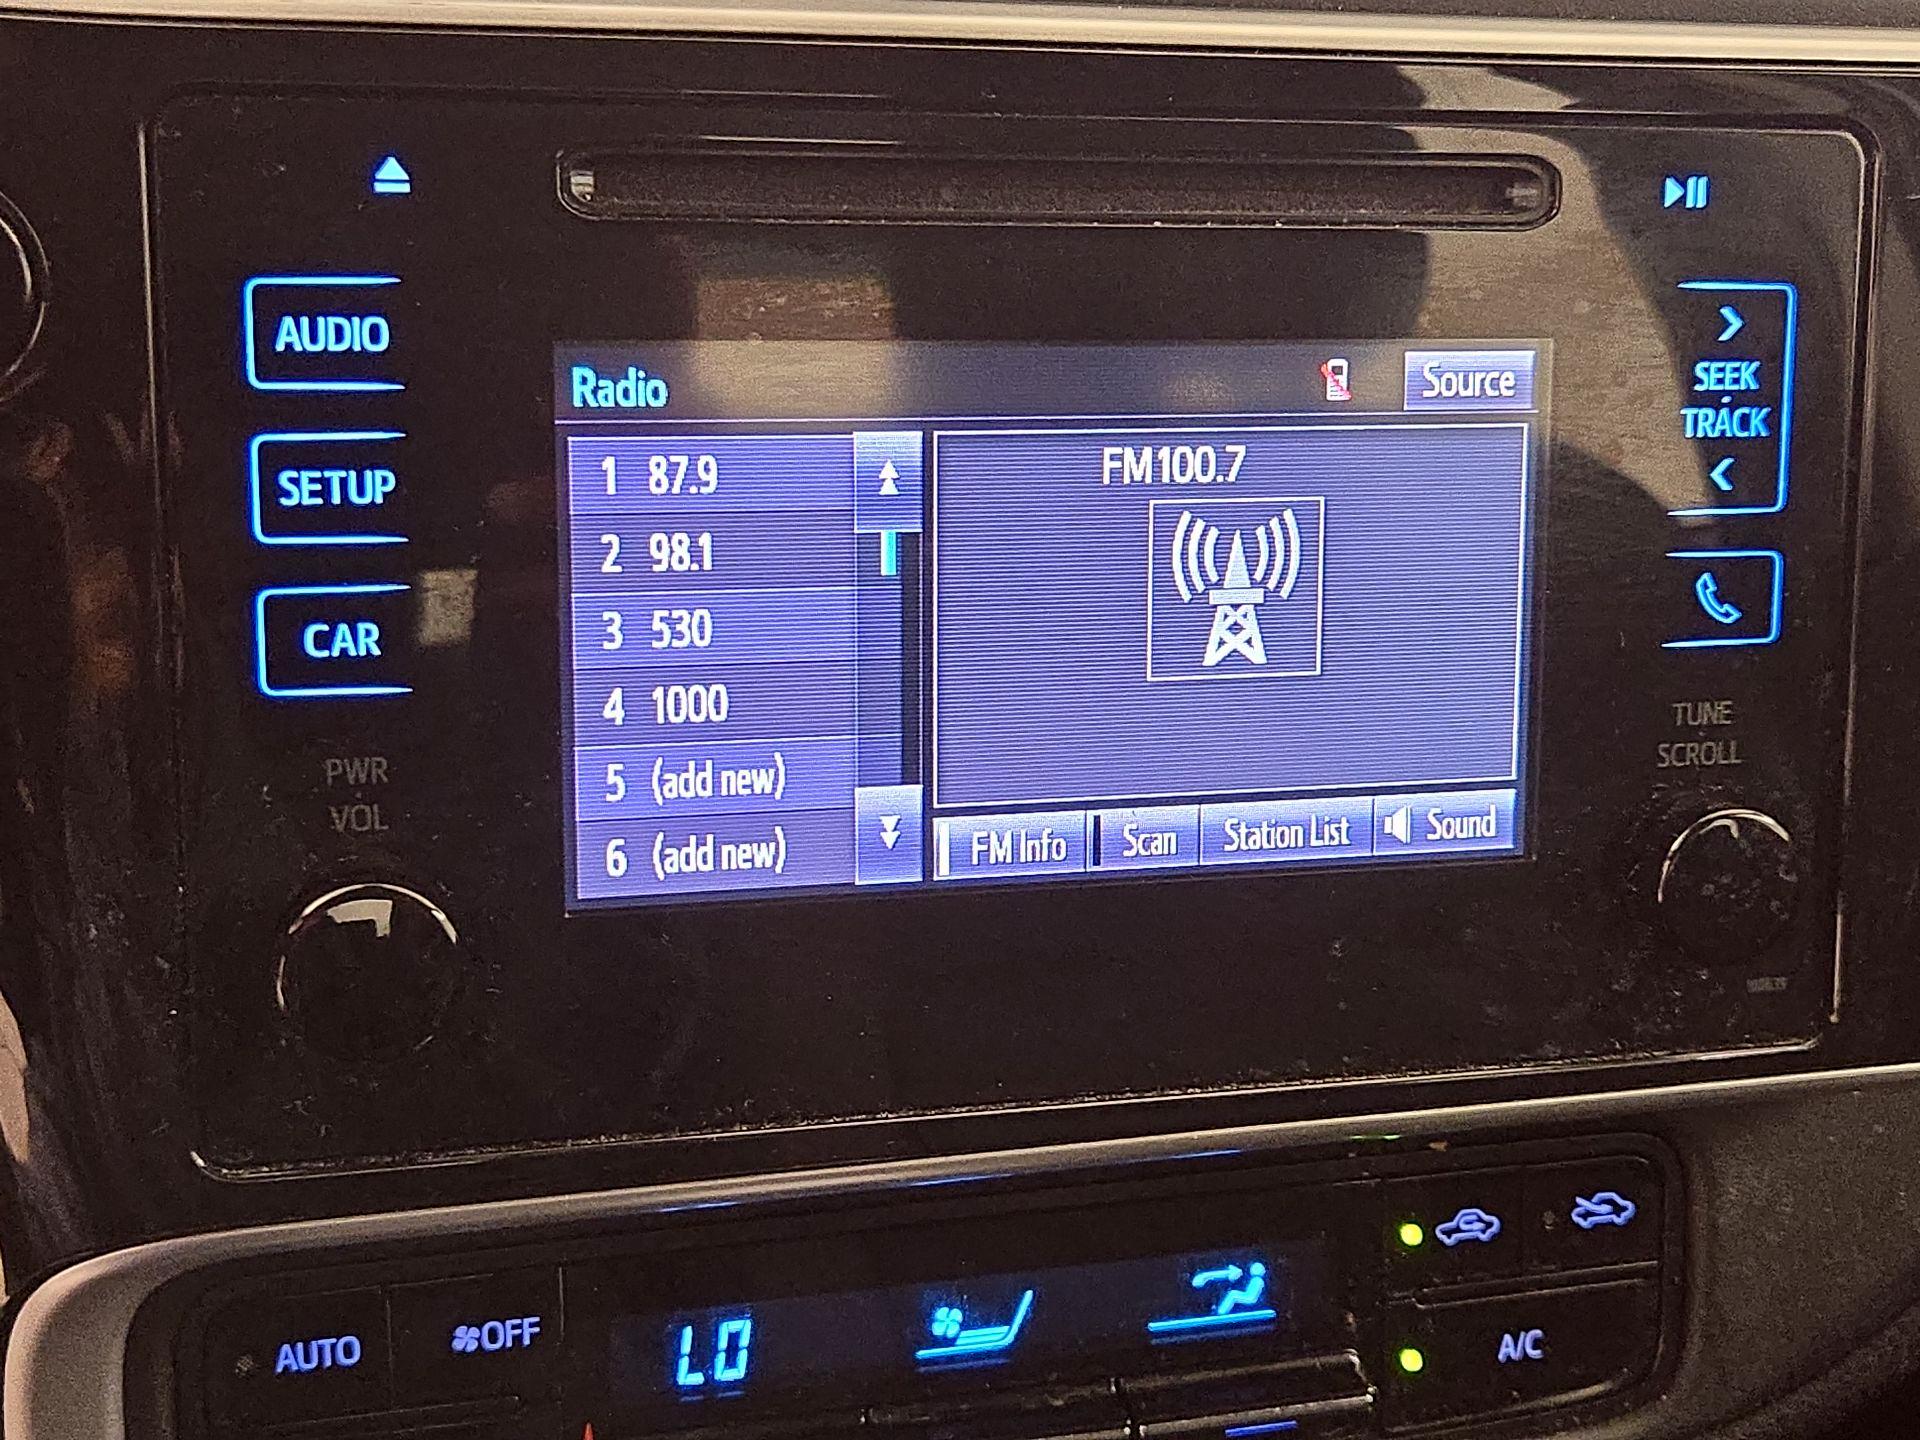 AUDIO
SETUP
CAR
PWR
VOL
Radio
Source
1 87.9
2 98.1
3 530
4 1000
5 (add new)
6 (add new)
FM100.7
FM Info
Scan
Station List
Sound
SEEK
TRACK
TUNE
SCROLL
AUTO
OFF
LO
A/C